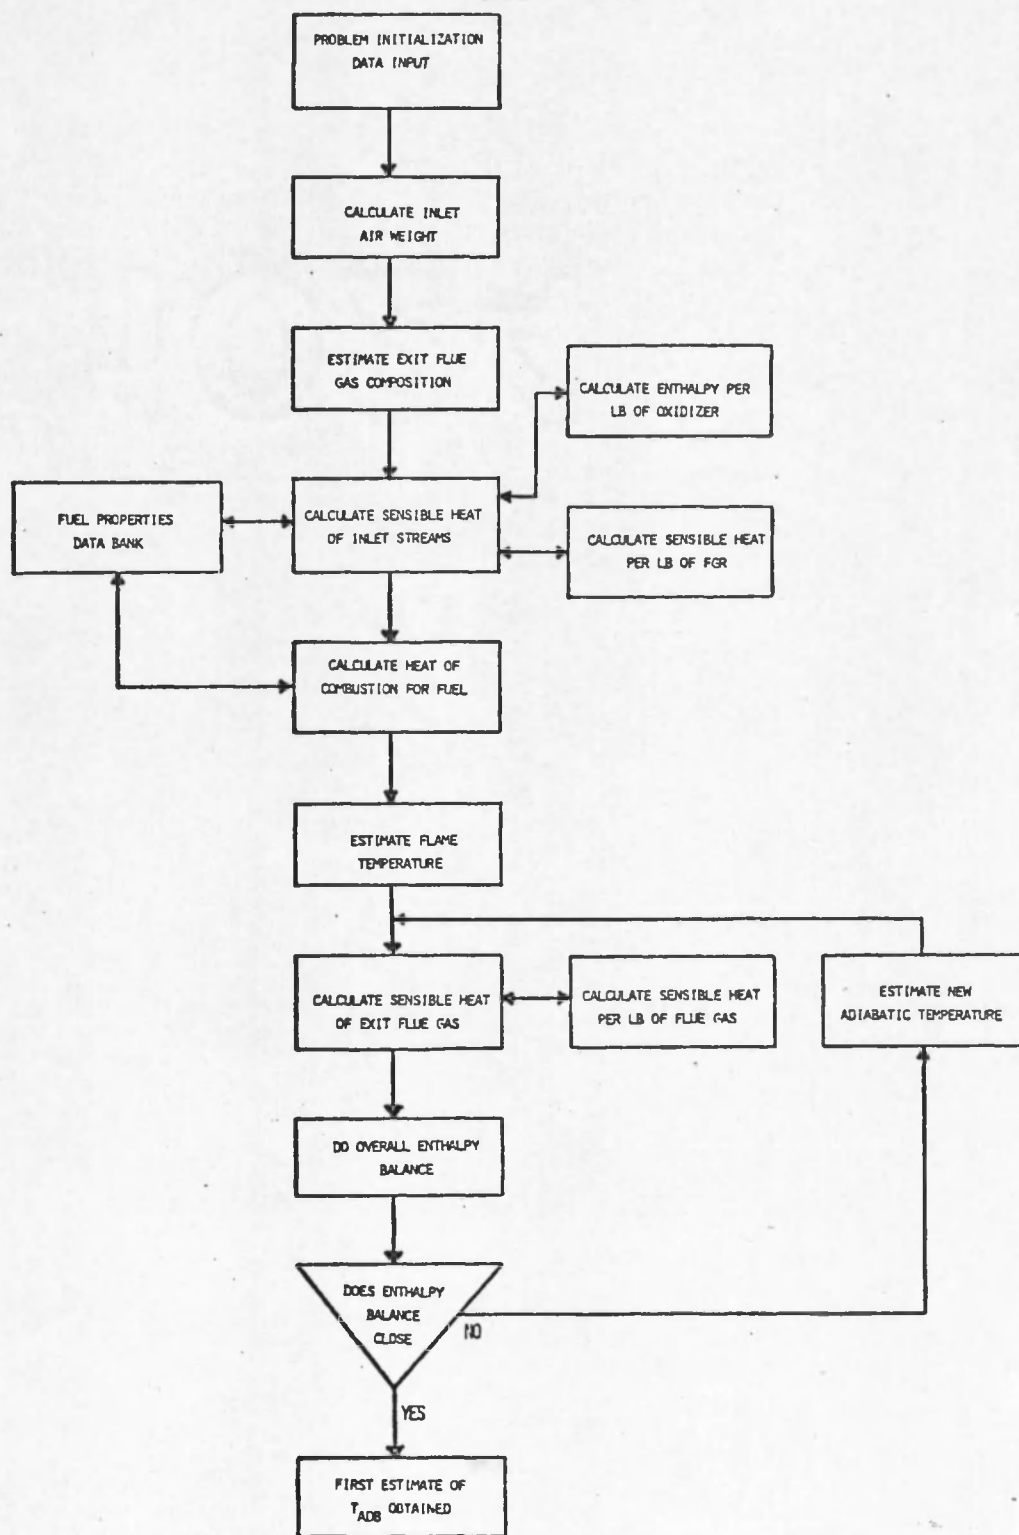 PROBLEM INITIALIZATION
DATA INPUT
CALCULATE INLET
AIR WEIGHT
ESTIMATE EXIT FLUE
GAS COMPOSITION
CALCULATE ENTHALPY PER
LB OF OXIDIZER
FUEL PROPERTIES
DATA BANK
CALCULATE SENSIBLE HEAT
OF INLET STREAMS
CALCULATE SENSIBLE HEAT
PER LB OF FGR
CALCULATE HEAT OF
COMBUSTION FOR FUEL
ESTIMATE FLAME
TEMPERATURE
CALCULATE SENSIBLE HEAT
OF EXIT FLUE GAS
CALCULATE SENSIBLE HEAT
PER LB OF FLUE GAS
ESTIMATE NEW
ADIABATIC TEMPERATURE
DO OVERALL ENTHALPY
BALANCE
DOES ENTHALPY
BALANCE
CLOSE
NO
YES
FIRST ESTIMATE OF
TADB OBTAINED